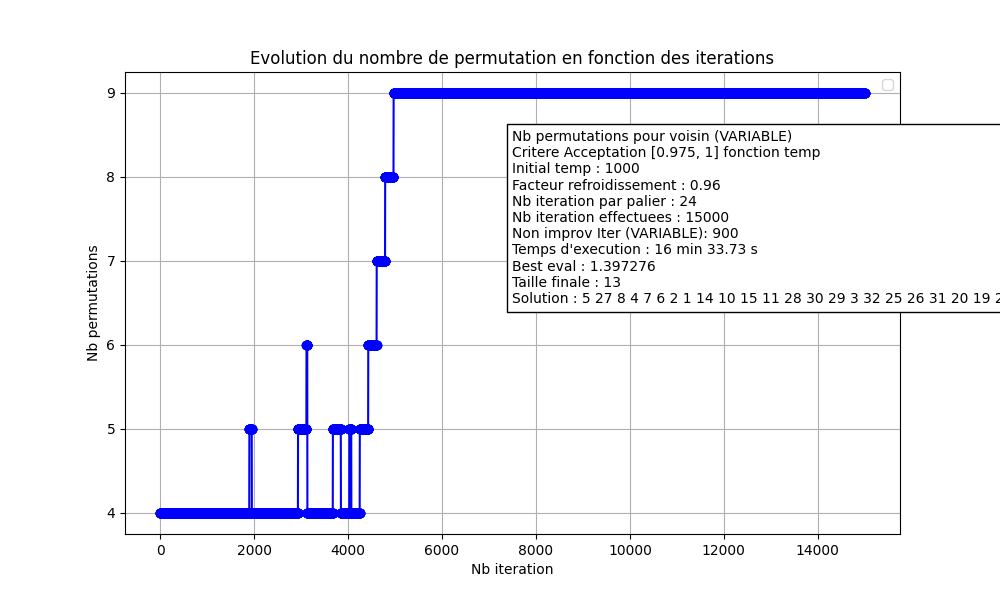 Evolution du nombre de permutation en fonction des iterations
9
8
7
6
5
4
Nb permutations
Nb permutations pour voisin (VARIABLE)
Critere Acceptation [0.975, 1] fonction temp
Initial temp : 1000
Facteur refroidissement : 0.96
Nb iteration par palier : 24
Nb iteration effectuees : 15000
Non improv Iter (VARIABLE): 900
Temps d'execution : 16 min 33.73 s
Best eval : 1.397276
Taille finale : 13
Solution : 5 27 8 4 7 6 2 1 14 10 15 11 28 30 29 3 32 25 26 31 20 19
0 2000 4000 6000 8000 10000 12000 14000
Nb iteration